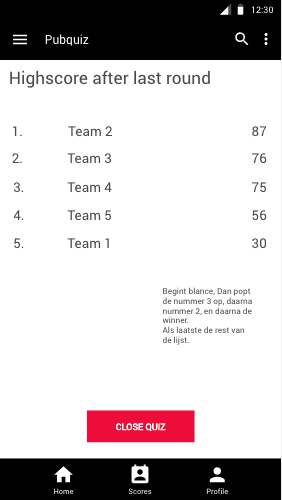 12:30
Pubquiz
Highscore after last round
1. Team 2 87
2. Team 3 76
3. Team 4 75
4. Team 5 56
5. Team 1 30
Begint blance, Dan popt
de nummer 3 op, daarna
nummer 2, en daarna de
winner.
Als laatste de rest van
de lijst.
CLOSE QUIZ
Home Scores Profile